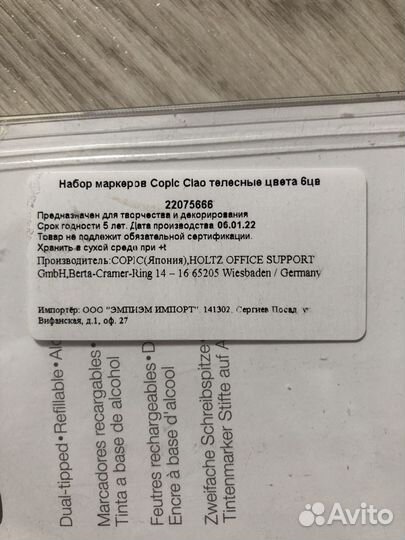 Набор маркеров Copic Ciao телесные цвета 6цв
22075666
Предназначен для творчества и декорирования
Срок годности 5 лет. Дата производства 06.01.22
Товар не подлежит обязательной сертификации.
Хранить в сухой среде при +t
Производитель:COPIC(Япония),HOLTZ OFFICE SUPPORT
GmbH,Berta-Cramer-Ring 14 – 16 65205 Wiesbaden / Germany
Импортёр: ООО "ЭМПИЭМ ИМПОРТ" 141302, Сергиев Посад, ул
Вифанская, д.1, оф. 27
Dual-tipped • Refillable •
Marcadores recargables •
Tinta a base de alcohol
Feutres rechargeables •
Encre à base d'alcool
Zweifache Schreibspitze
Tintenmarker Stifte auf
Avito